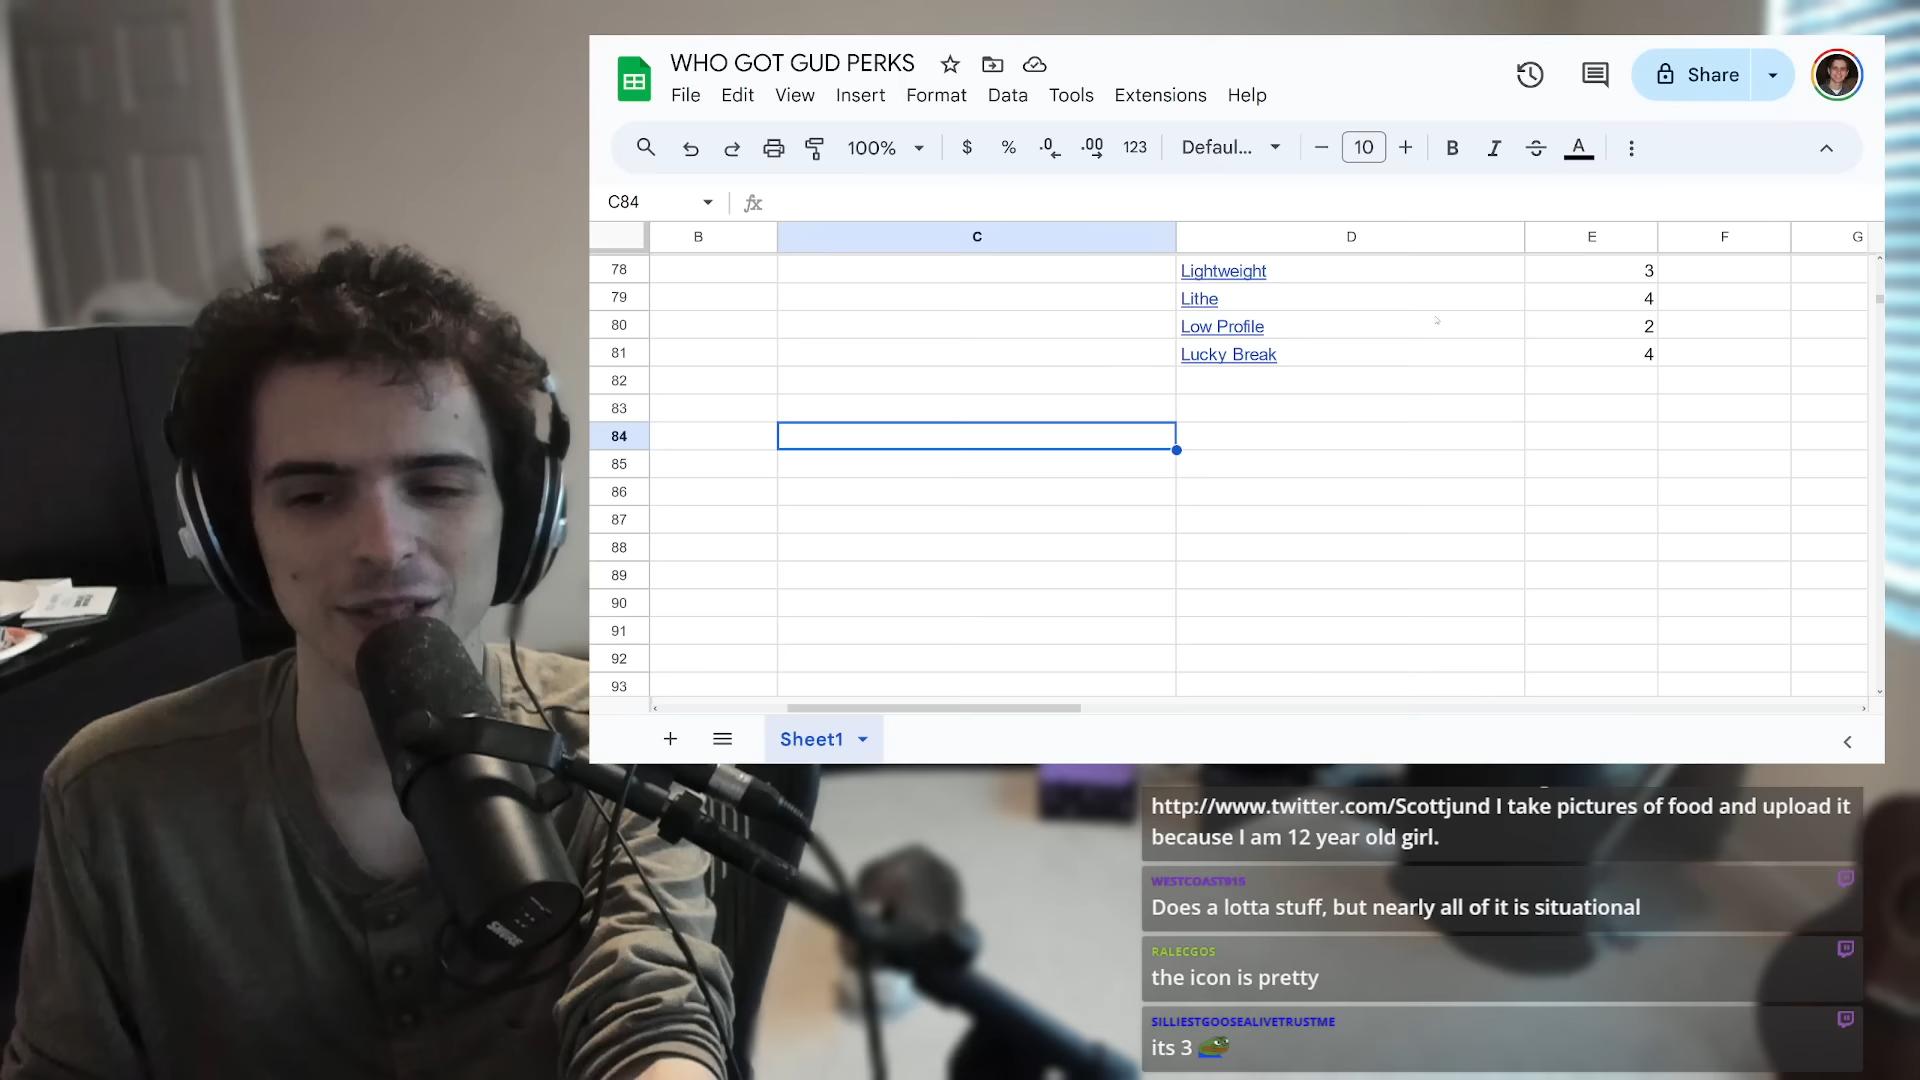 WHO GOT GUD PERKS
File Edit View Insert Format Data Tools Extensions Help
Share
100% $ % .0 .00 123 Defaul... 10 B I A
C84 fx
B C D E F G
78 Lightweight 3
79 Lithe 4
80 Low Profile 2
81 Lucky Break 4
82
83
84
85
86
87
88
89
90
91
92
93
Sheet1
http://www.twitter.com/Scottjund I take pictures of food and upload it
because I am 12 year old girl.
WESTCOAST915
Does a lotta stuff, but nearly all of it is situational
RALECGOS
the icon is pretty
SILLIESTGOOSEALIVETRUSTME
its 3
SHURE